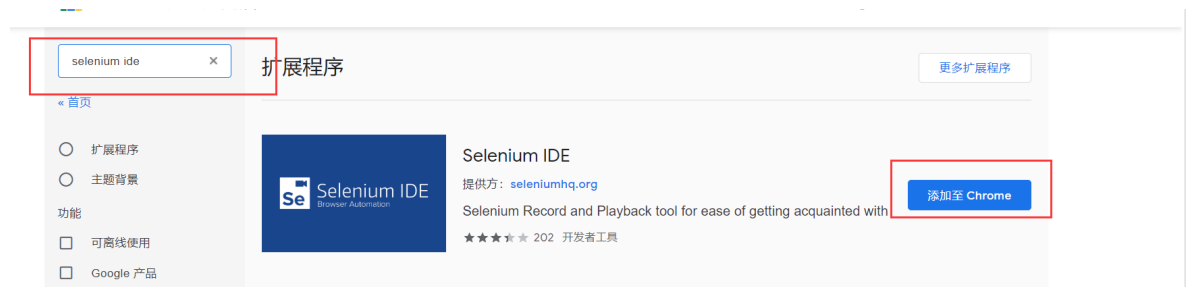 selenium ide ×
扩展程序
更多扩展程序
« 首页
扩展程序
主题背景
功能
可离线使用
Google 产品
Se Selenium IDE
Browser Automation
Selenium IDE
提供方：seleniumhq.org
Selenium Record and Playback tool for ease of getting acquainted with
202 开发者工具
添加至 Chrome